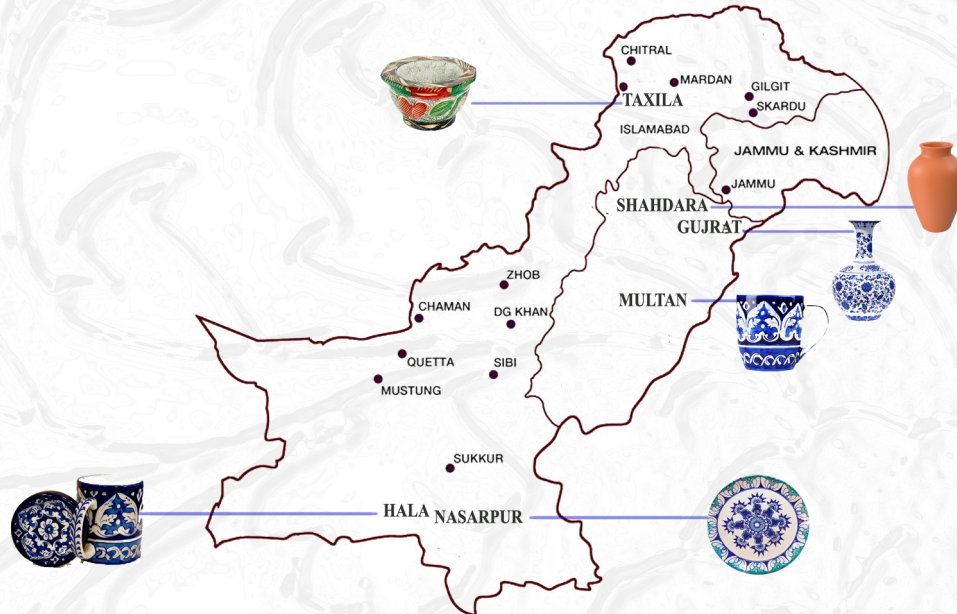 CHITRAL
MARDAN
GILGIT
TAXILA
SKARDU
ISLAMABAD
JAMMU & KASHMIR
JAMMU
SHAHDARA
GUJRAT
ZHOB
MULTAN
CHAMAN
DG KHAN
QUETTA
SIBI
MUSTUNG
SUKKUR
HALA
NASARPUR